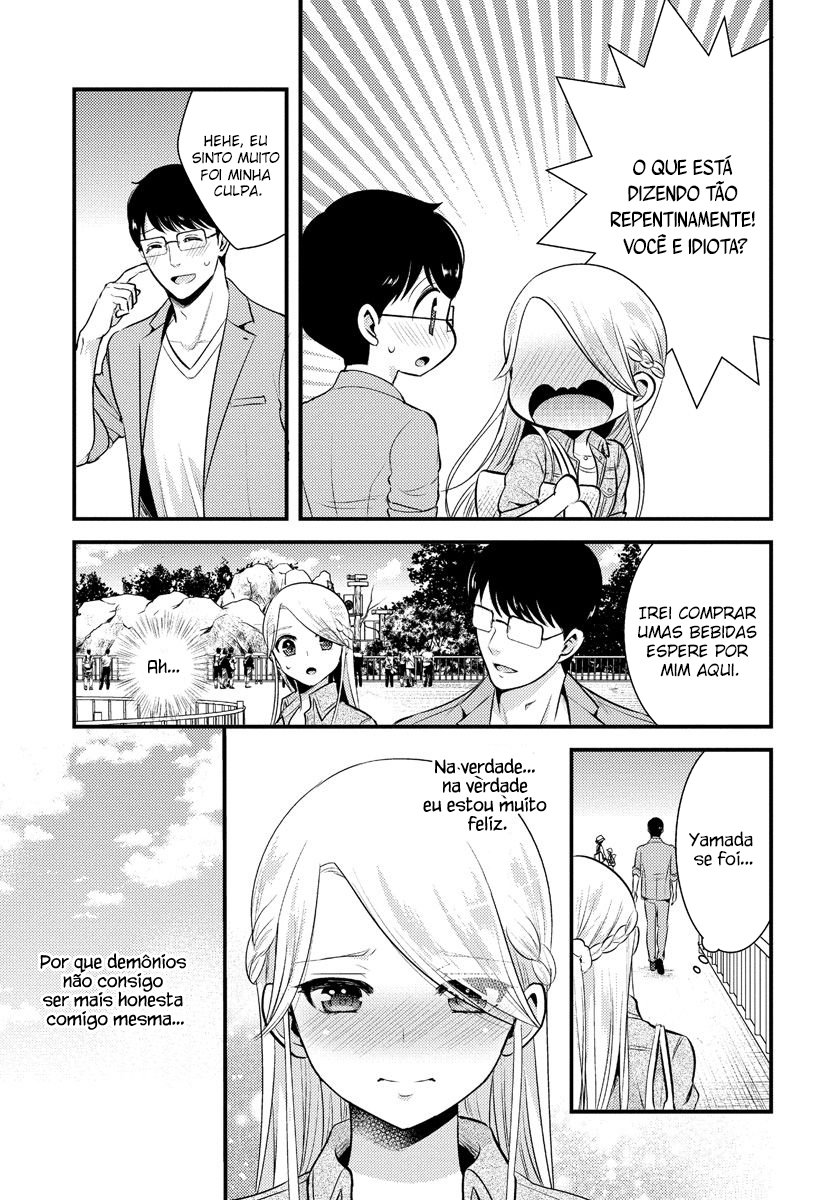 O QUE ESTÁ
DIZENDO TÃO
REPENTINAMENTE!
VOCÊ E IDIOTA?
HEHE, EU
SINTO MUITO
FOI MINHA
CULPA.
IREI COMPRAR
UMAS BEBIDAS
ESPERE POR
MIM AQUI.
Ah...
Yamada
se foi...
Na verdade...
na vèrdade
eu estou muito
feliz.
Por que demônios
não consigo
ser mais honesta
comigo mesma...